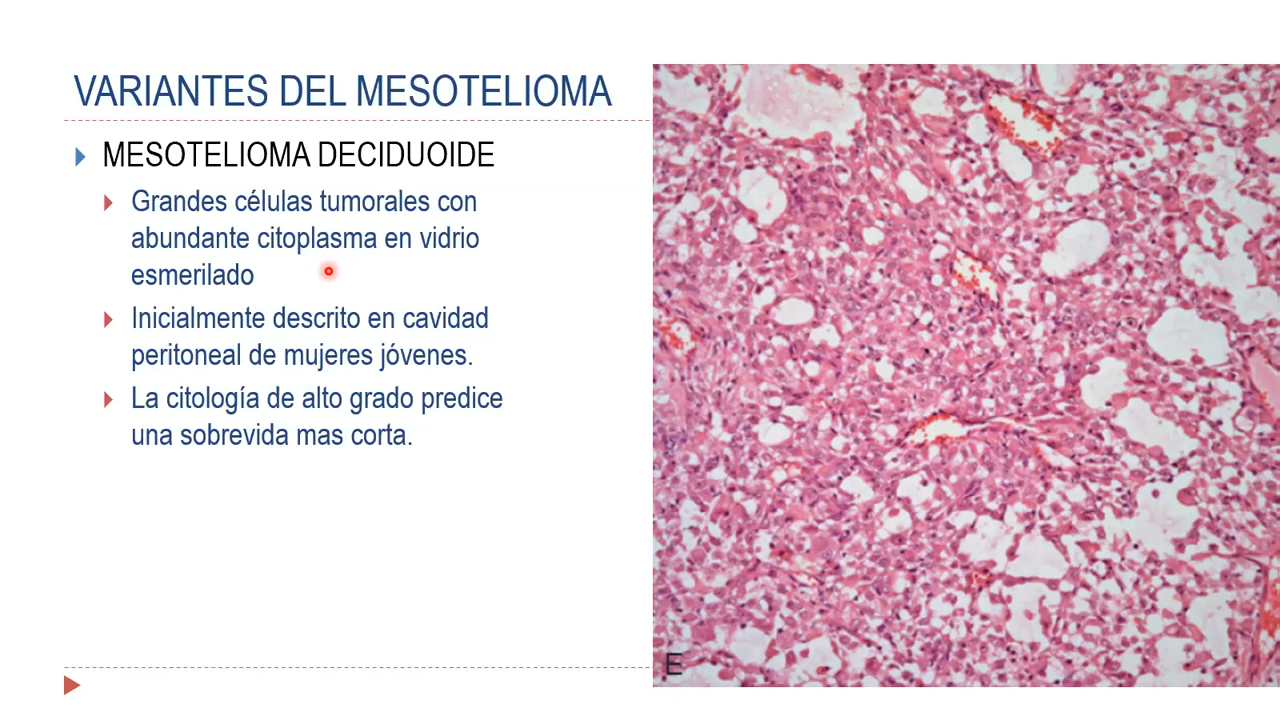 VARIANTES DEL MESOTELIOMA
MESOTELIOMA DECIDUOIDE
Grandes células tumorales con
abundante citoplasma en vidrio
esmerilado
Inicialmente descrito en cavidad
peritoneal de mujeres jóvenes.
La citología de alto grado predice
una sobrevida mas corta.
E